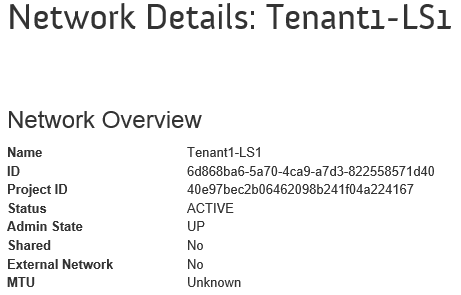 Network Details: Tenant1-LS1
Network Overview
Name Tenant1-LS1
ID 6d868ba6-5a70-4ca9-a7d3-822558571d40
Project ID 40e97bec2b06462098b241f04a224167
Status ACTIVE
Admin State UP
Shared No
External Network No
MTU Unknown